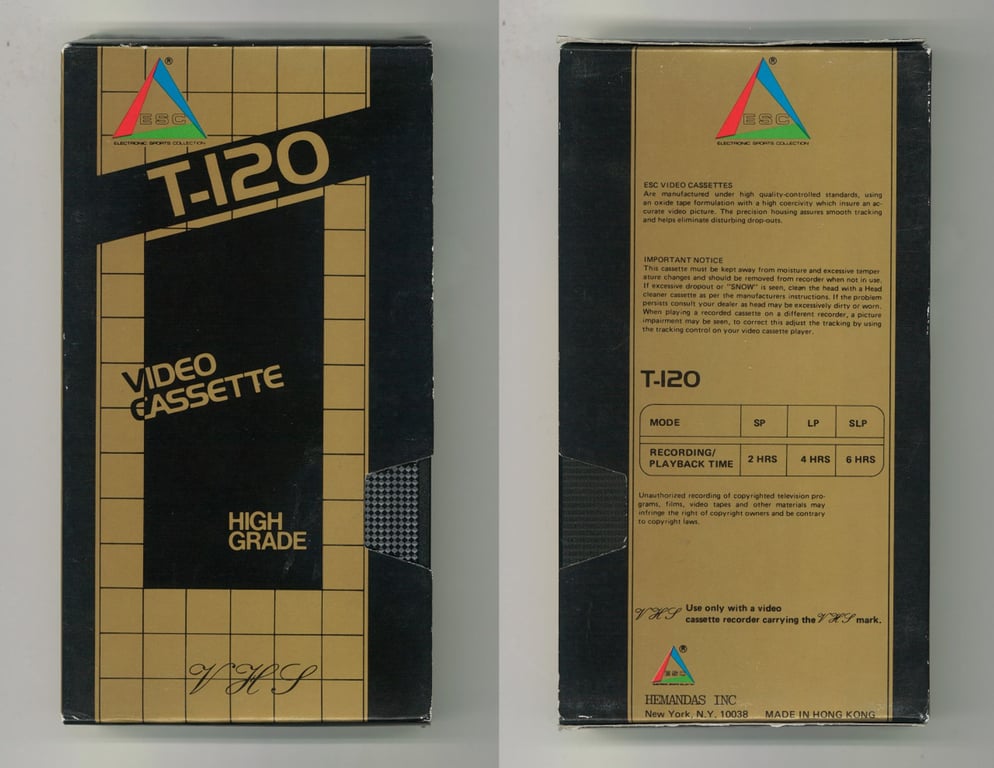 ®
ESC
ELECTRONIC SPORTS COLLECTION
T-120
VIDEO
CASSETTE
HIGH
GRADE
VHS
®
ESC
ELECTRONIC SPORTS COLLECTION
ESC VIDEO CASSETTES
Are manufactured under high quality-controlled standards, using
an oxide tape formulation with a high coercivity which insure an ac-
curate video picture. The precision housing assures smooth tracking
and helps eliminate disturbing drop-outs.
IMPORTANT NOTICE
This cassette must be kept away from moisture and excessive temper
ature changes and should be removed from recorder when not in use.
If excessive dropout or "SNOW" is seen, clean the head with a Head
cleaner cassette as per the manufacturers instructions. If the problem
persists consult your dealer as head may be excessively dirty or worn.
When playing a recorded cassette on a different recorder, a picture
impairment may be seen, to correct this adjust the tracking by using
the tracking control on your video cassette player.
T-120
MODE SP LP SLP
RECORDING/
PLAYBACK TIME 2 HRS 4 HRS 6 HRS
Unauthorized recording of copyrighted television pro-
grams, films, video tapes and other materials may
infringe the right of copyright owners and be contrary
to copyright laws.
VHS Use only with a video
cassette recorder carrying the VHS mark.
®
ESC
ELECTRONIC SPORTS COLLECTION
HEMANDAS INC
New York, N.Y. 10038 MADE IN HONG KONG